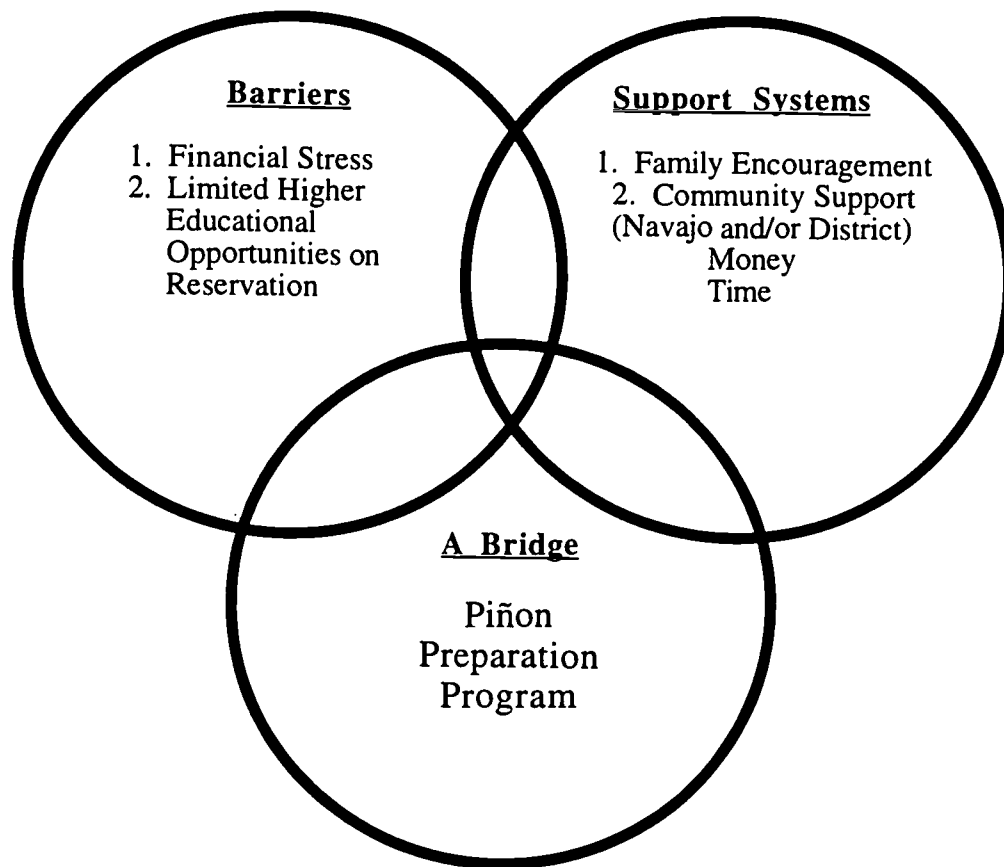 Barriers
1. Financial Stress
2. Limited Higher
Educational
Opportunities on
Reservation
Support Systems
1. Family Encouragement
2. Community Support
(Navajo and/or District)
Money
Time
A Bridge
Piñon
Preparation
Program